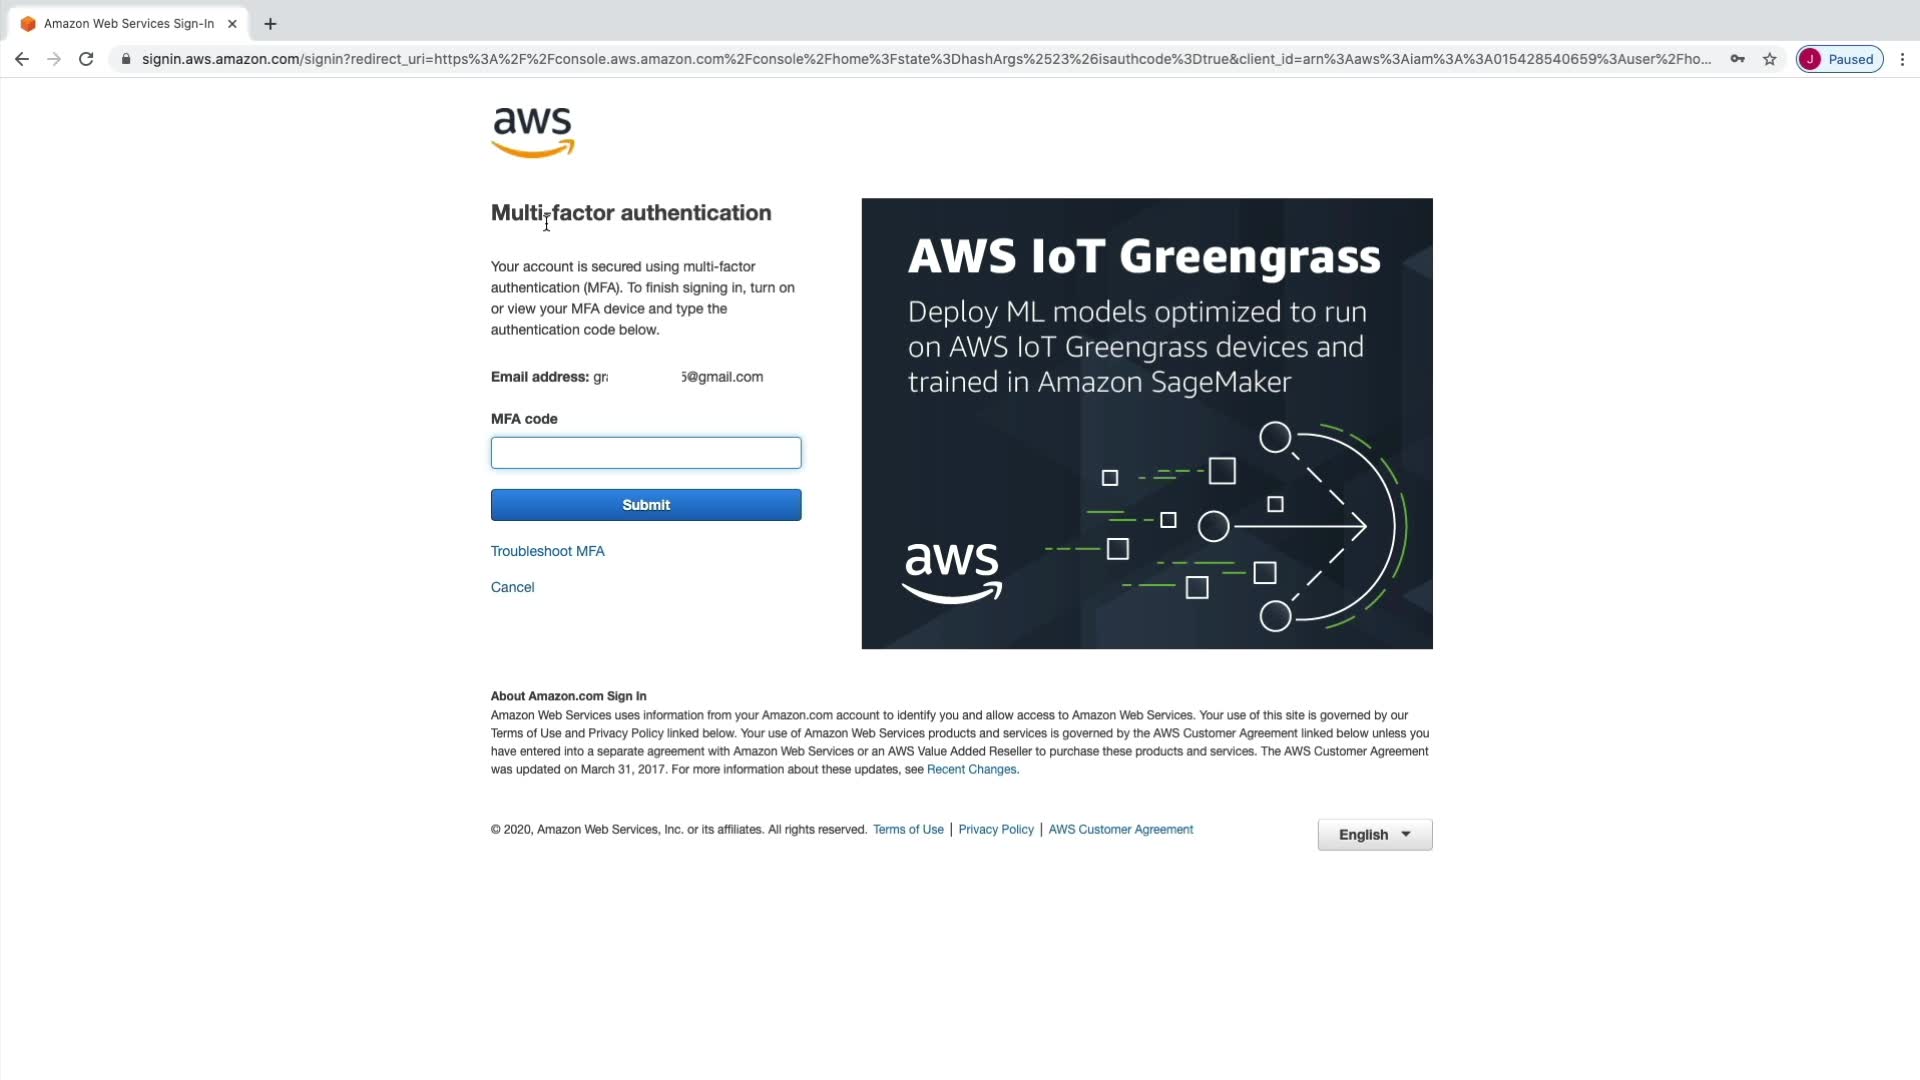 Amazon Web Services Sign-In
signin.aws.amazon.com/signin?redirect_uri=https%3A%2F%2Fconsole.aws.amazon.com%2Fconsole%2Fhome%3Fstate%3DhashArgs%2523%26isauthcode%3Dtrue&client_id=arn%3Aaws%3Aiam%3A%3A015428540659%3Auser%2Fho...
J Paused
aws
Multi-factor authentication
Your account is secured using multi-factor
authentication (MFA). To finish signing in, turn on
or view your MFA device and type the
authentication code below.
Email address: gr 5@gmail.com
MFA code
Submit
Troubleshoot MFA
Cancel
AWS IoT Greengrass
Deploy ML models optimized to run
on AWS IoT Greengrass devices and
trained in Amazon SageMaker
aws
About Amazon.com Sign In
Amazon Web Services uses information from your Amazon.com account to identify you and allow access to Amazon Web Services. Your use of this site is governed by our
Terms of Use and Privacy Policy linked below. Your use of Amazon Web Services products and services is governed by the AWS Customer Agreement linked below unless you
have entered into a separate agreement with Amazon Web Services or an AWS Value Added Reseller to purchase these products and services. The AWS Customer Agreement
was updated on March 31, 2017. For more information about these updates, see Recent Changes.
© 2020, Amazon Web Services, Inc. or its affiliates. All rights reserved. Terms of Use | Privacy Policy | AWS Customer Agreement
English